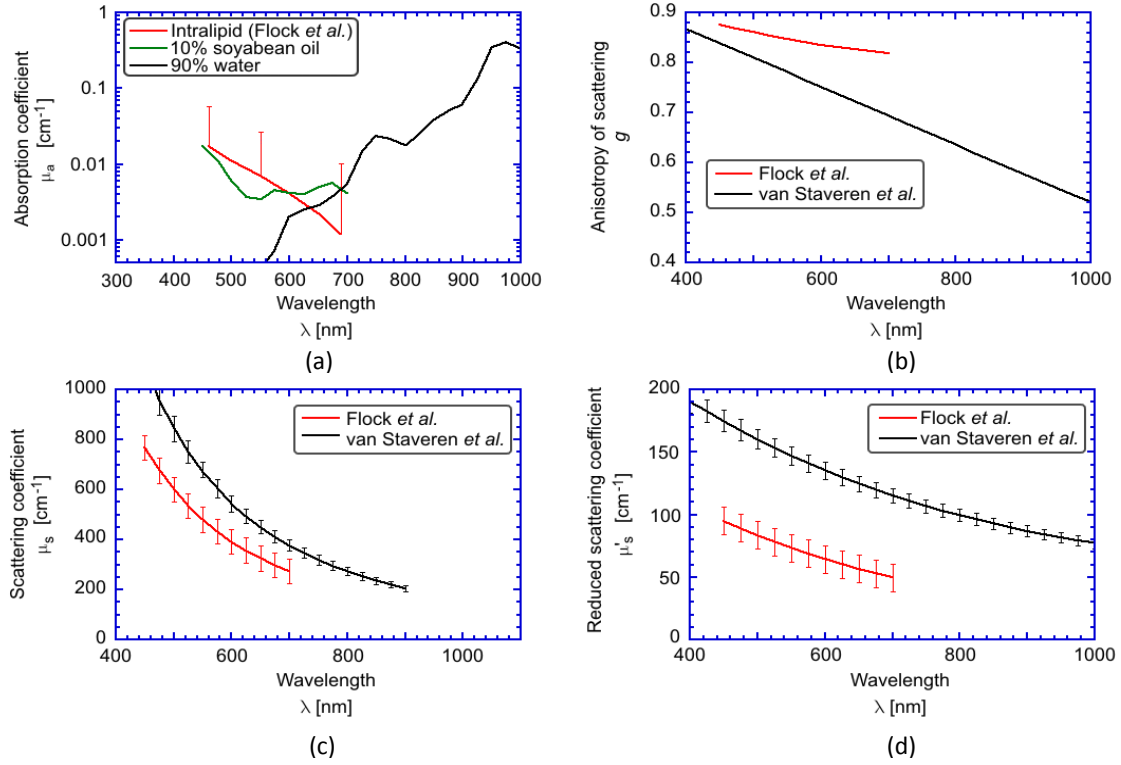 Absorption coefficient
μa [cm-1]
1
0.1
0.01
0.001
Intralipid (Flock et al.)
10% soyabean oil
90% water
300 400 500 600 700 800 900 1000
Wavelength
λ [nm]
(a)
Anisotropy of scattering
g
0.9
0.8
0.7
0.6
0.5
0.4
Flock et al.
van Staveren et al.
400 600 800 1000
Wavelength
λ [nm]
(b)
Scattering coefficient
μs [cm-1]
1000
800
600
400
200
0
Flock et al.
van Staveren et al.
400 600 800 1000
Wavelength
λ [nm]
(c)
Reduced scattering coefficient
μs' [cm-1]
200
150
100
50
0
Flock et al.
van Staveren et al.
400 600 800 1000
Wavelength
λ [nm]
(d)